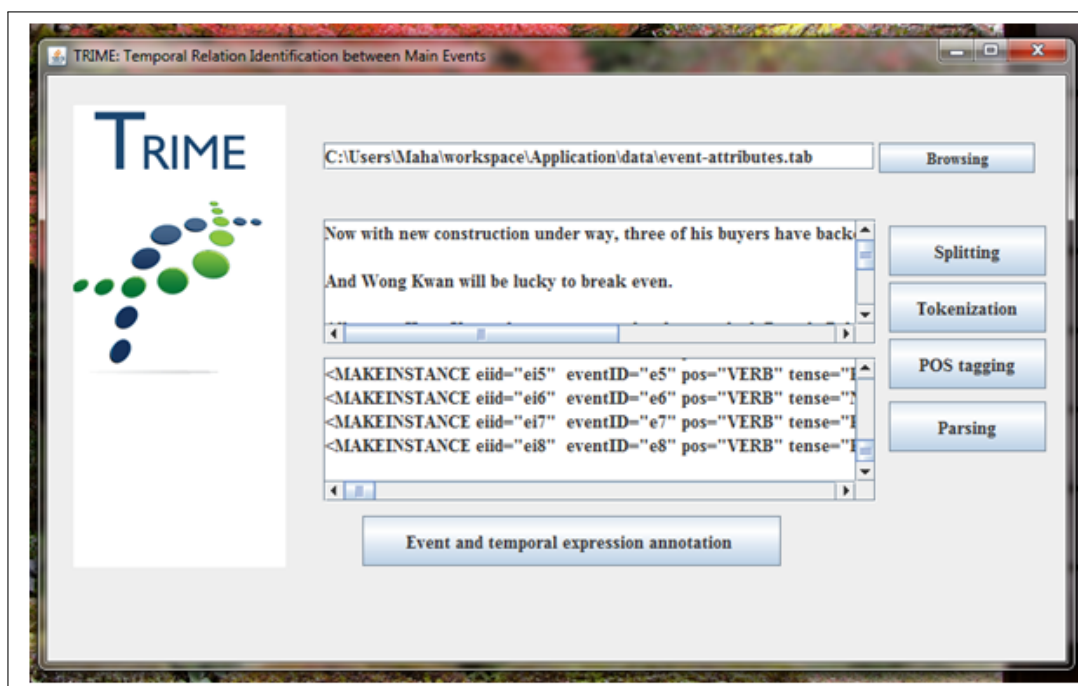 TRIME: Temporal Relation Identification between Main Events
TRIME
C:\Users\Maha\workspace\Application\data\event-attributes.tab
Browsing
Now with new construction under way, three of his buyers have back
And Wong Kwan will be lucky to break even.
Splitting
Tokenization
POS tagging
Parsing
<MAKEINSTANCE eiid="ei5" eventID="e5" pos="VERB" tense="
<MAKEINSTANCE eiid="ei6" eventID="e6" pos="VERB" tense="
<MAKEINSTANCE eiid="ei7" eventID="e7" pos="VERB" tense="
<MAKEINSTANCE eiid="ei8" eventID="e8" pos="VERB" tense="
Event and temporal expression annotation